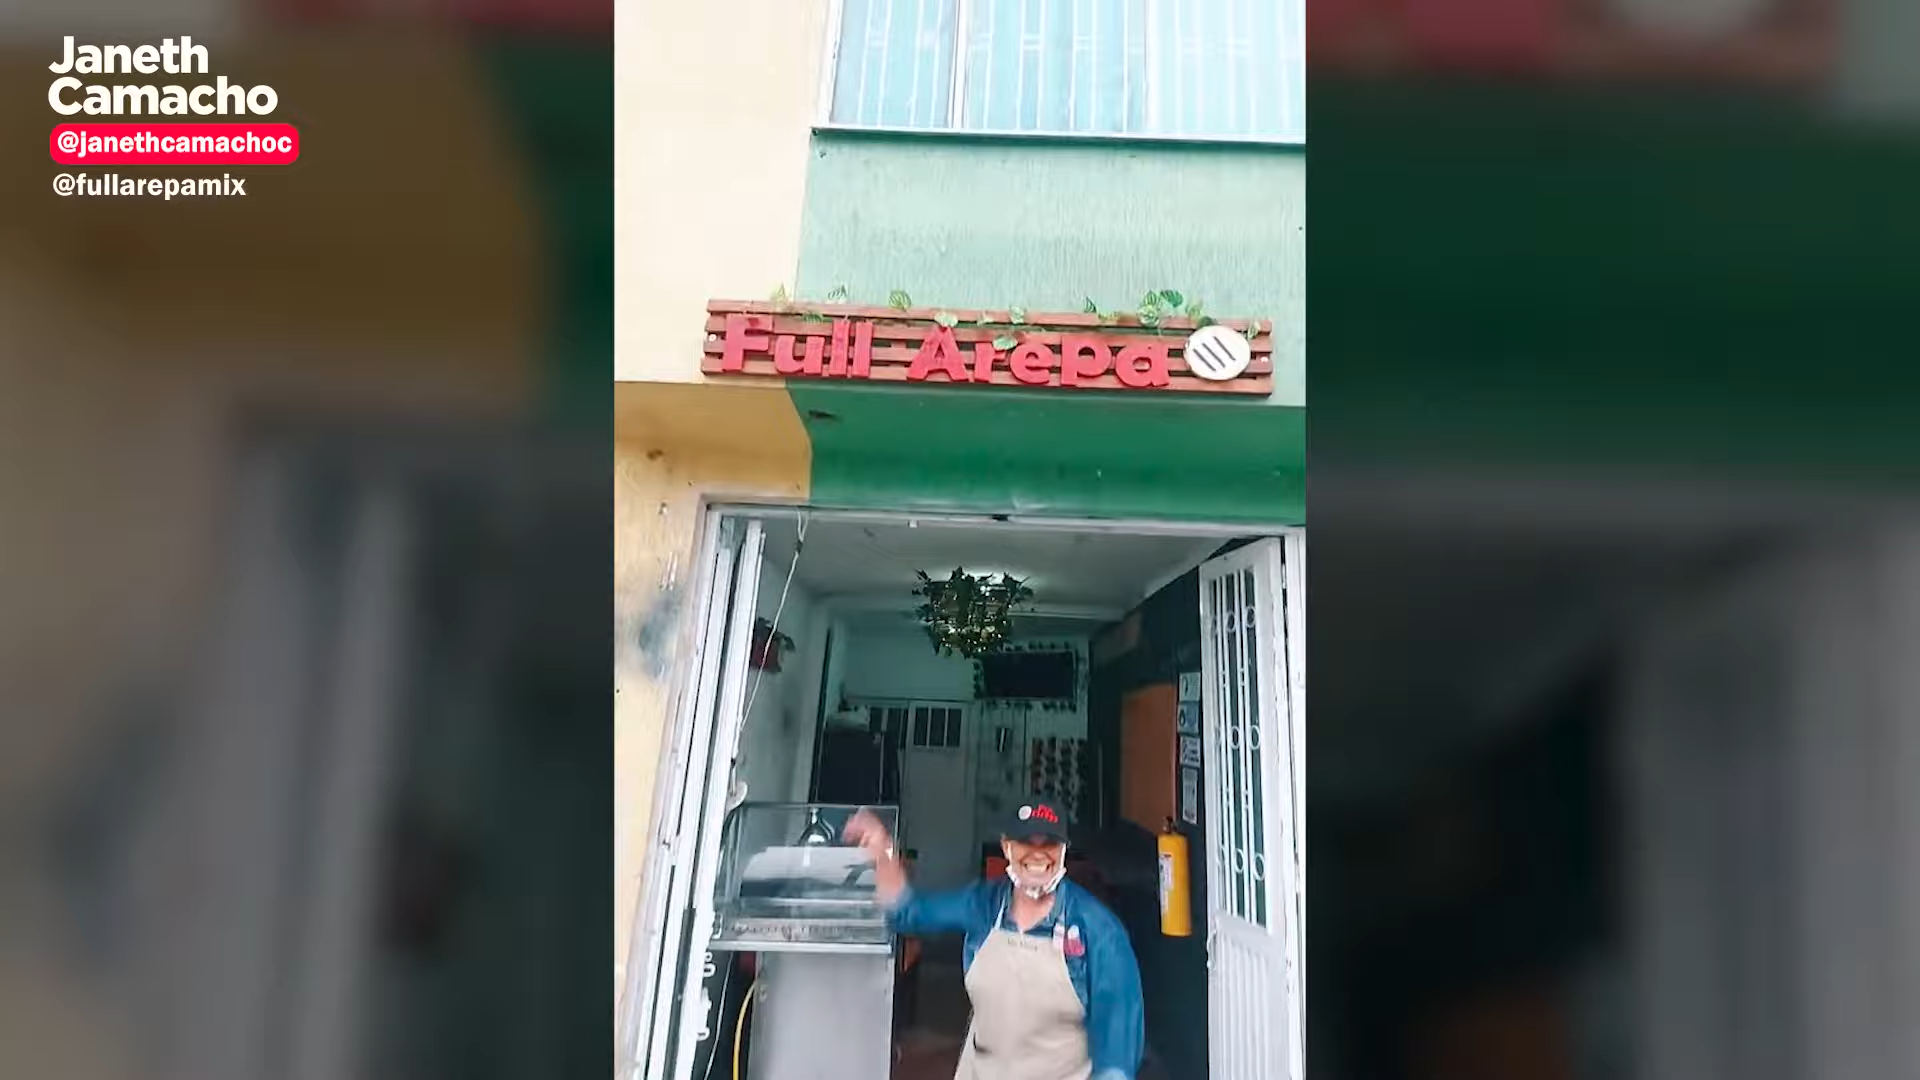 Janeth
Camacho
@janethcamachoc
@fullarepamix
Full Arepa